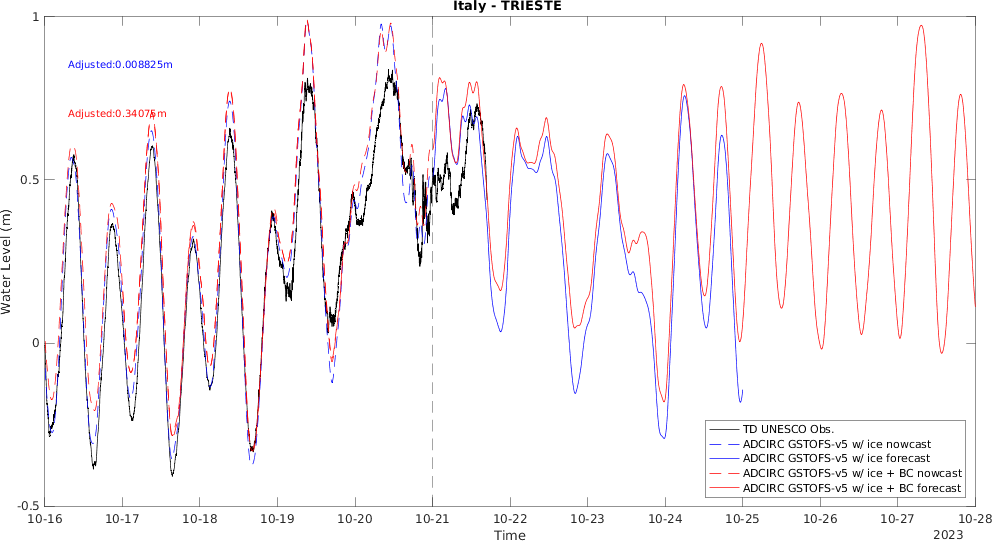 Italy - TRIESTE
Adjusted:0.008825m
Adjusted:0.34075m
1
0.5
0
-0.5
Water Level (m)
10-16 10-17 10-18 10-19 10-20 10-21 10-22 10-23 10-24 10-25 10-26 10-27 10-28
Time
2023
TD UNESCO Obs.
ADCIRC GSTOFS-v5 w/ ice nowcast
ADCIRC GSTOFS-v5 w/ ice forecast
ADCIRC GSTOFS-v5 w/ ice + BC nowcast
ADCIRC GSTOFS-v5 w/ ice + BC forecast